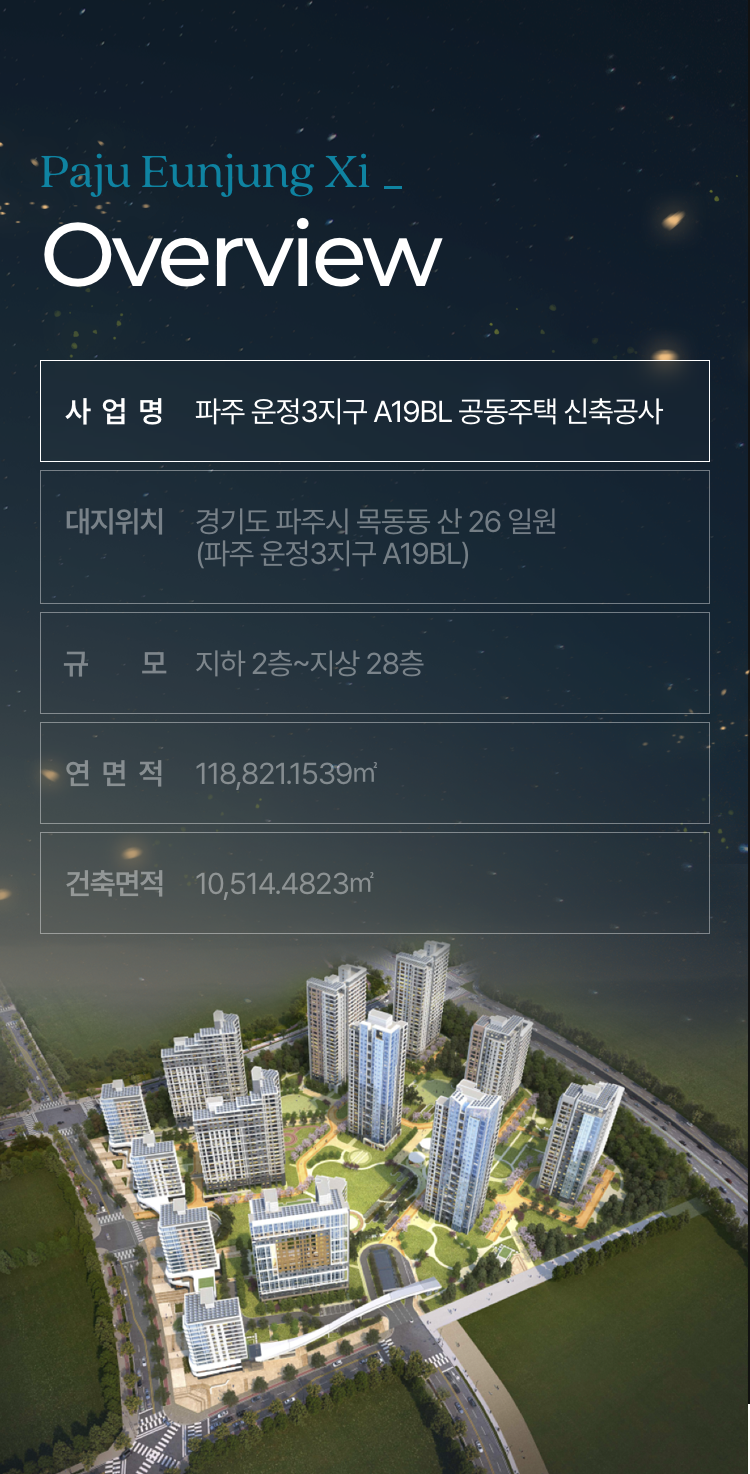 Paju Eunjung Xi _
Overview
사 업 명 파주 운정3지구 A19BL 공동주택 신축공사
대지위치 경기도 파주시 목동동 산 26 일원
(파주 운정3지구 A19BL)
규 모 지하 2층~지상 28층
연 면 적 118,821.1539㎡
건축면적 10,514.4823㎡